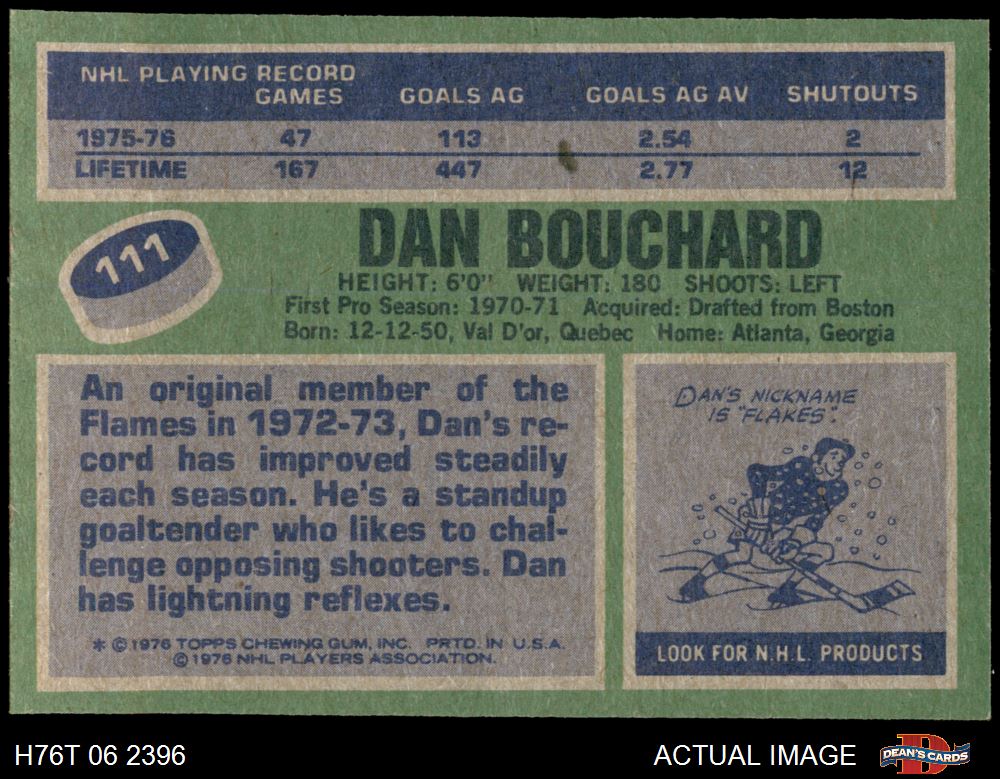 NHL PLAYING RECORD
GAMES GOALS AG GOALS AG AV SHUTOUTS
1975-76 47 113 2.54 2
LIFETIME 167 447 2.77 12
111
DAN BOUCHARD
HEIGHT: 6'0" WEIGHT: 180 SHOOTS: LEFT
First Pro Season: 1970-71 Acquired: Drafted from Boston
Born: 12-12-50, Val D'or, Quebec Home: Atlanta, Georgia
An original member of the
Flames in 1972-73, Dan's re-
cord has improved steadily
each season. He's a standup
goaltender who likes to chal-
lenge opposing shooters. Dan
has lightning reflexes.
* © 1976 TOPPS CHEWING GUM, INC. PRTD. IN U.S.A.
© 1976 NHL PLAYERS ASSOCIATION.
DAN'S NICKNAME
IS "FLAKES".
LOOK FOR N.H.L. PRODUCTS
H76T 06 2396 ACTUAL IMAGE
D
DEAN'S CARDS